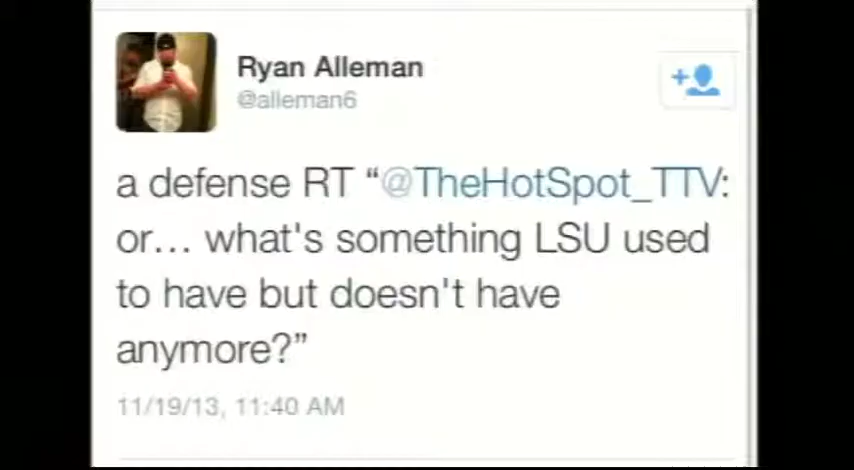 Ryan Alleman
@alleman6
a defense RT “@TheHotSpot_TTV:
or... what's something LSU used
to have but doesn't have
anymore?”
11/19/13, 11:40 AM